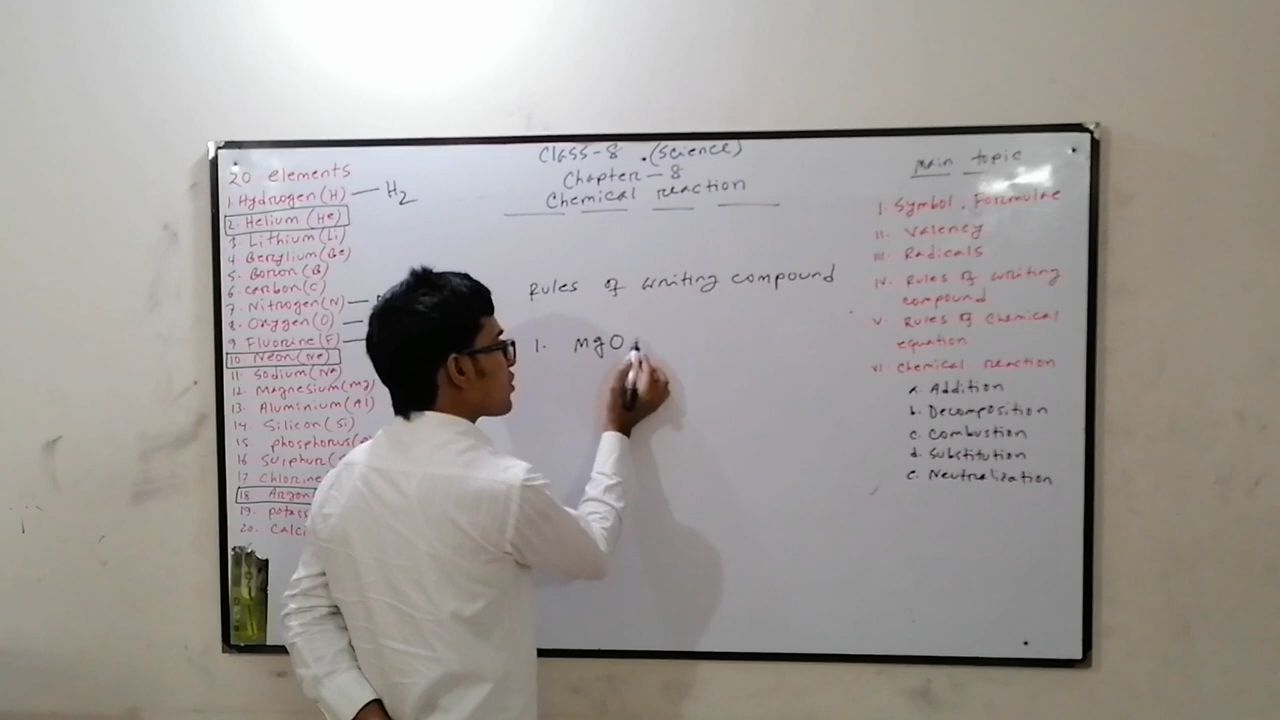 Class-8 (Science)
Chapter-8
Chemical reaction
20 elements
1. Hydrogen(H) — H2
2. Helium (He)
3. Lithium(Li)
4. Berylium(Be)
5. Boron(B)
6. carbon(C)
7. Nitrogen(N) —
8. Oxygen(O) —
9. Fluorine(F) —
10. Neon(Ne)
11. Sodium(Na)
12. Magnesium(Mg)
13. Aluminium(Al)
14. Silicon(Si)
15. phosphorus(
16. Sulphur(
17. Chlorine
18. Argon
19. potass
20. Calci
Rules of writing compound
1. MgO
Main topic
I. Symbol, Formulae
II. Valency
III. Radicals
IV. Rules of writing
compound
V. Rules of Chemical
equation
VI. Chemical reaction
a. Addition
b. Decomposition
c. Combustion
d. Substitution
e. Neutralization